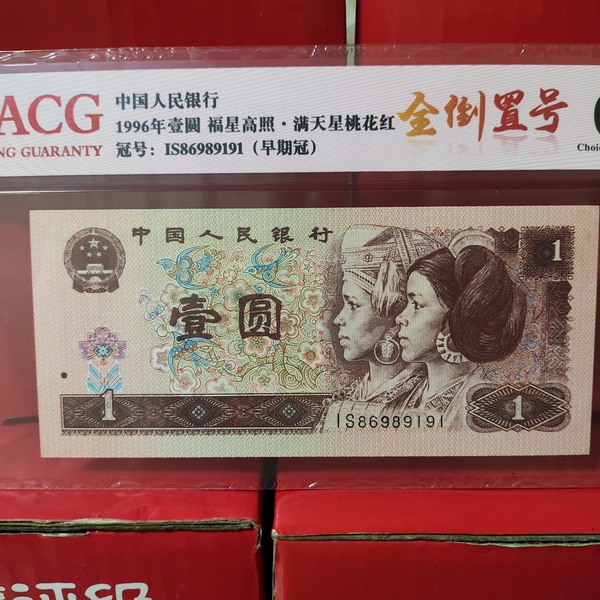 ACG
NG GUARANTY
中国人民银行
1996年壹圆 福星高照·满天星桃花红
冠号: IS86989191 (早期冠)
全倒置号
Choic
中国人民银行
1
壹圆
1
1
IS86989191
评级